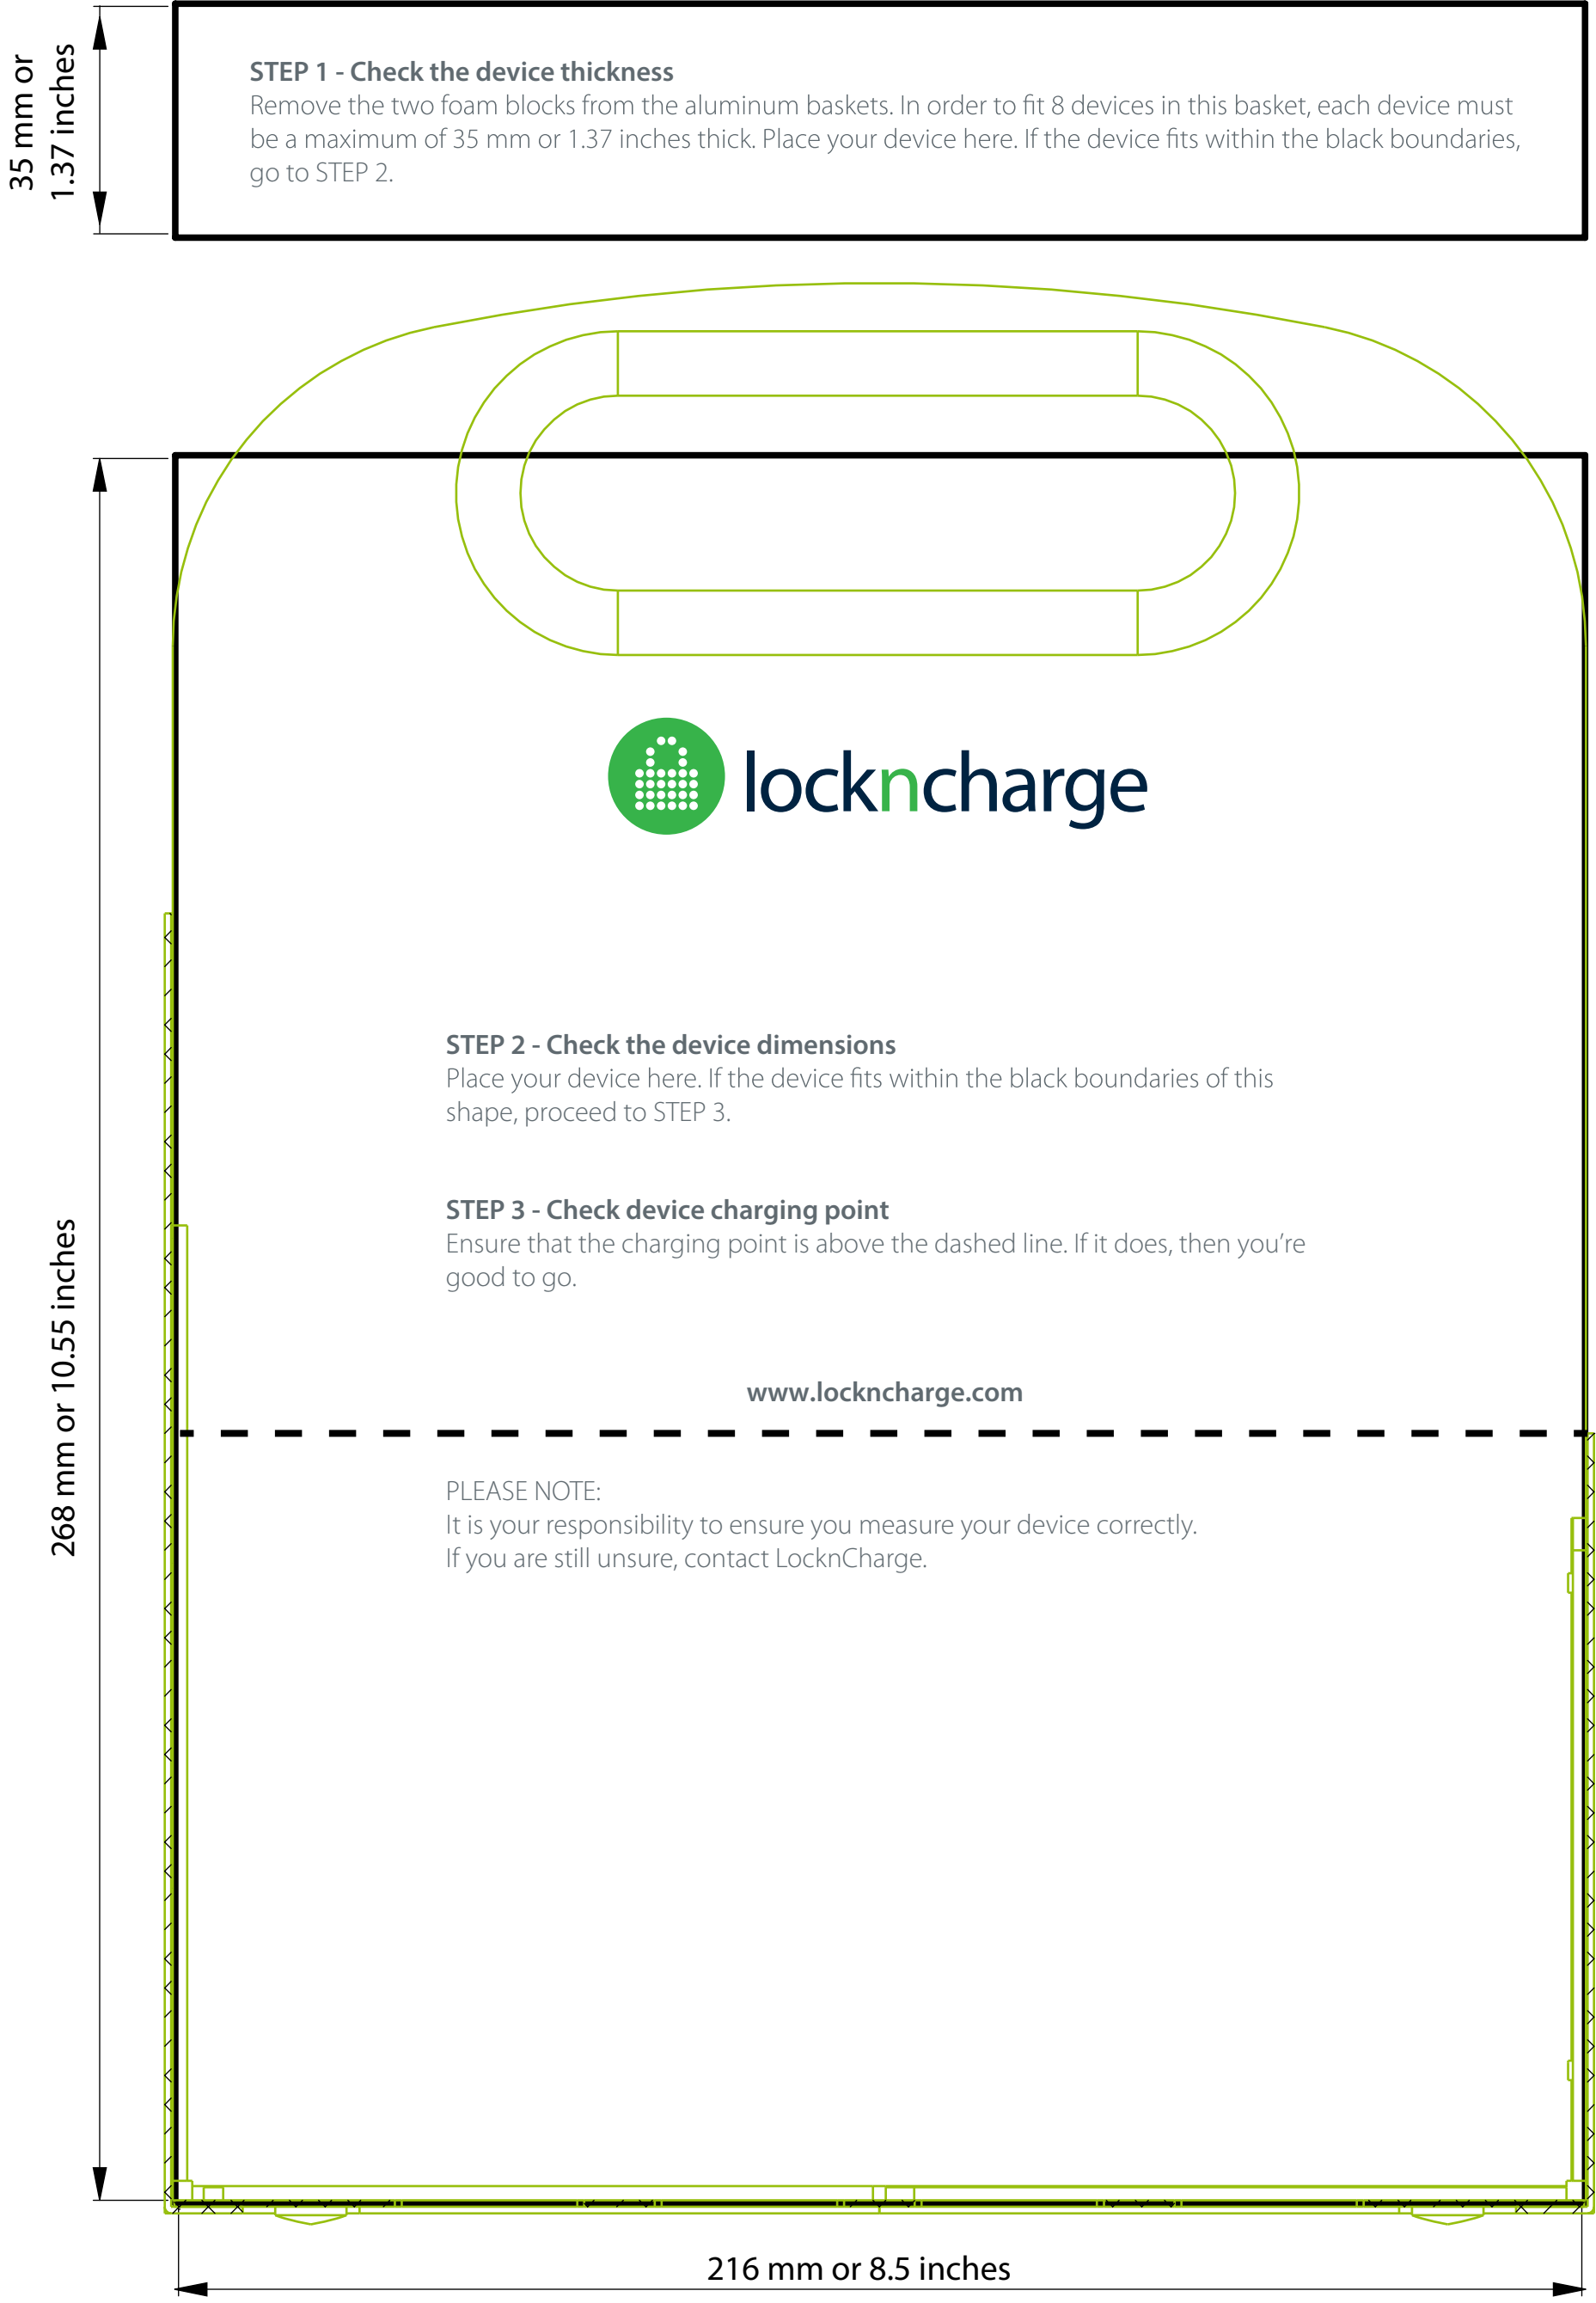 35 mm or
1.37 inches
STEP 1 - Check the device thickness
Remove the two foam blocks from the aluminum baskets. In order to fit 8 devices in this basket, each device must
be a maximum of 35 mm or 1.37 inches thick. Place your device here. If the device fits within the black boundaries,
go to STEP 2.
lockncharge
STEP 2 - Check the device dimensions
Place your device here. If the device fits within the black boundaries of this
shape, proceed to STEP 3.
STEP 3 - Check device charging point
Ensure that the charging point is above the dashed line. If it does, then you’re
good to go.
www.lockncharge.com
268 mm or 10.55 inches
PLEASE NOTE:
It is your responsibility to ensure you measure your device correctly.
If you are still unsure, contact LocknCharge.
216 mm or 8.5 inches